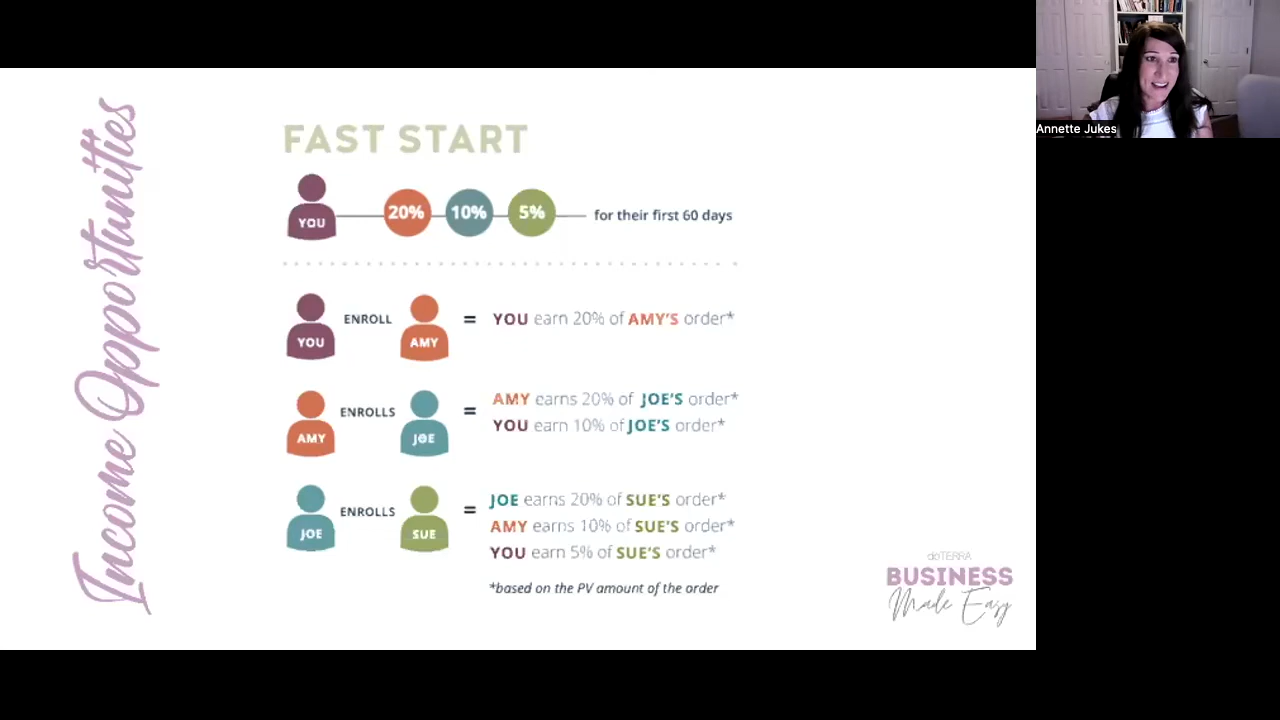 Annette Jukes
Income Opportunities
FAST START
YOU 20% 10% 5% for their first 60 days
YOU ENROLL AMY = YOU earn 20% of AMY'S order*
AMY ENROLLS JOE = AMY earns 20% of JOE'S order*
YOU earn 10% of JOE'S order*
JOE ENROLLS SUE = JOE earns 20% of SUE'S order*
AMY earns 10% of SUE'S order*
YOU earn 5% of SUE'S order*
*based on the PV amount of the order
doTERRA
BUSINESS
Made Easy